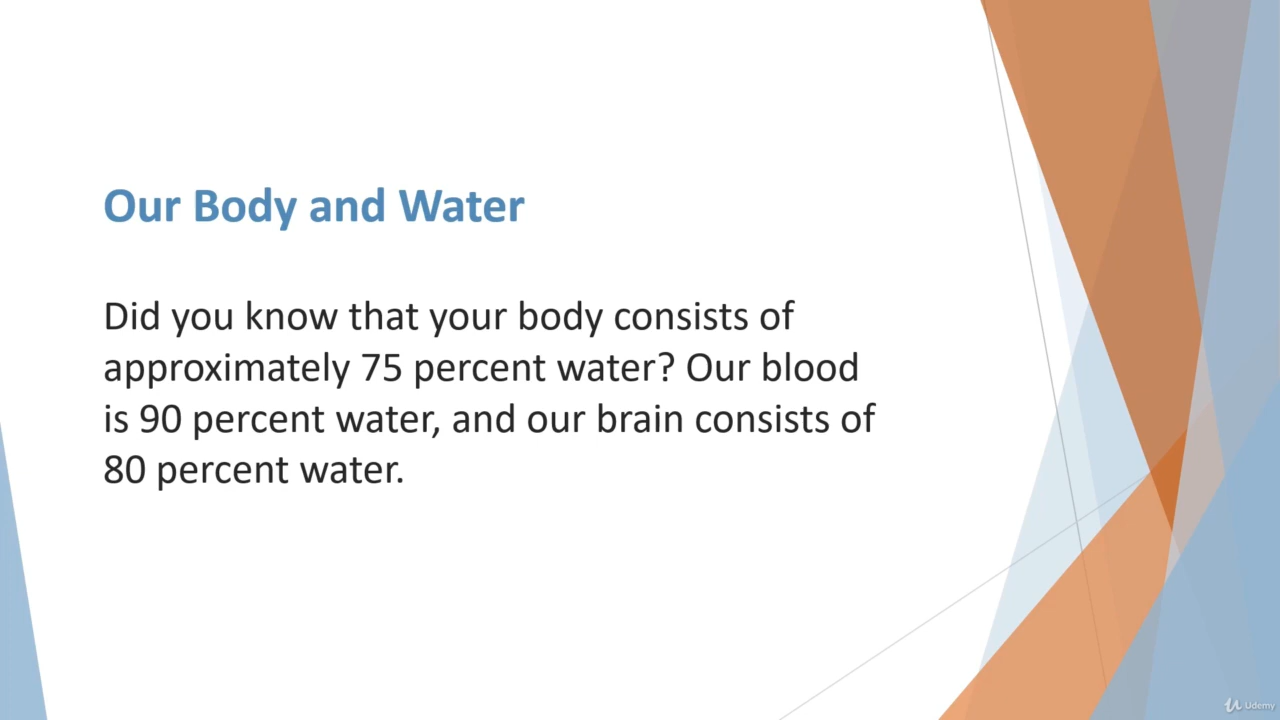 Our Body and Water
Did you know that your body consists of
approximately 75 percent water? Our blood
is 90 percent water, and our brain consists of
80 percent water.
Udemy